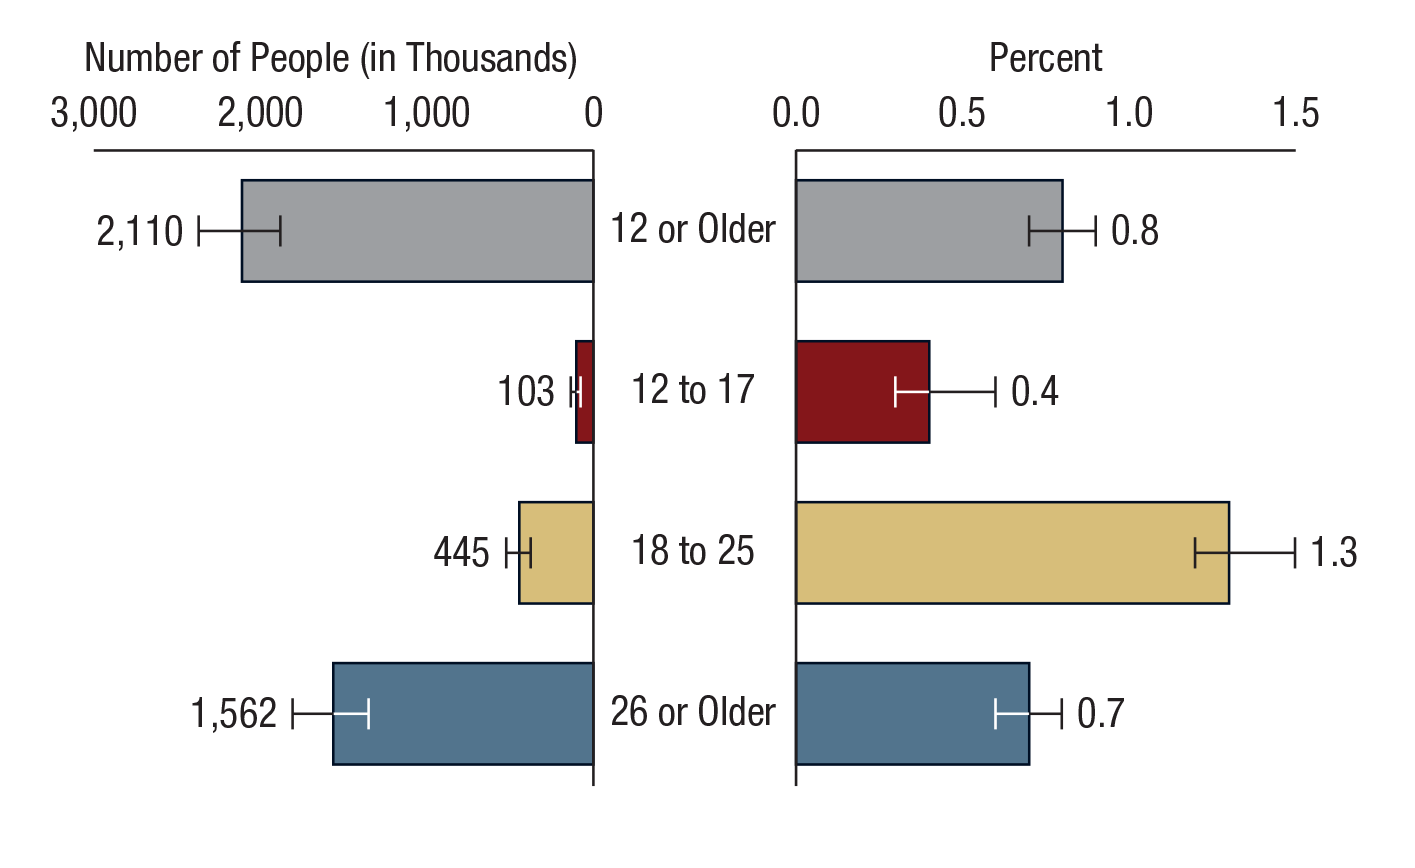 Number of People (in Thousands) Percent
3,000 2,000 1,000 0 0.0 0.5 1.0 1.5
2,110 12 or Older 0.8
103 12 to 17 0.4
445 18 to 25 1.3
1,562 26 or Older 0.7